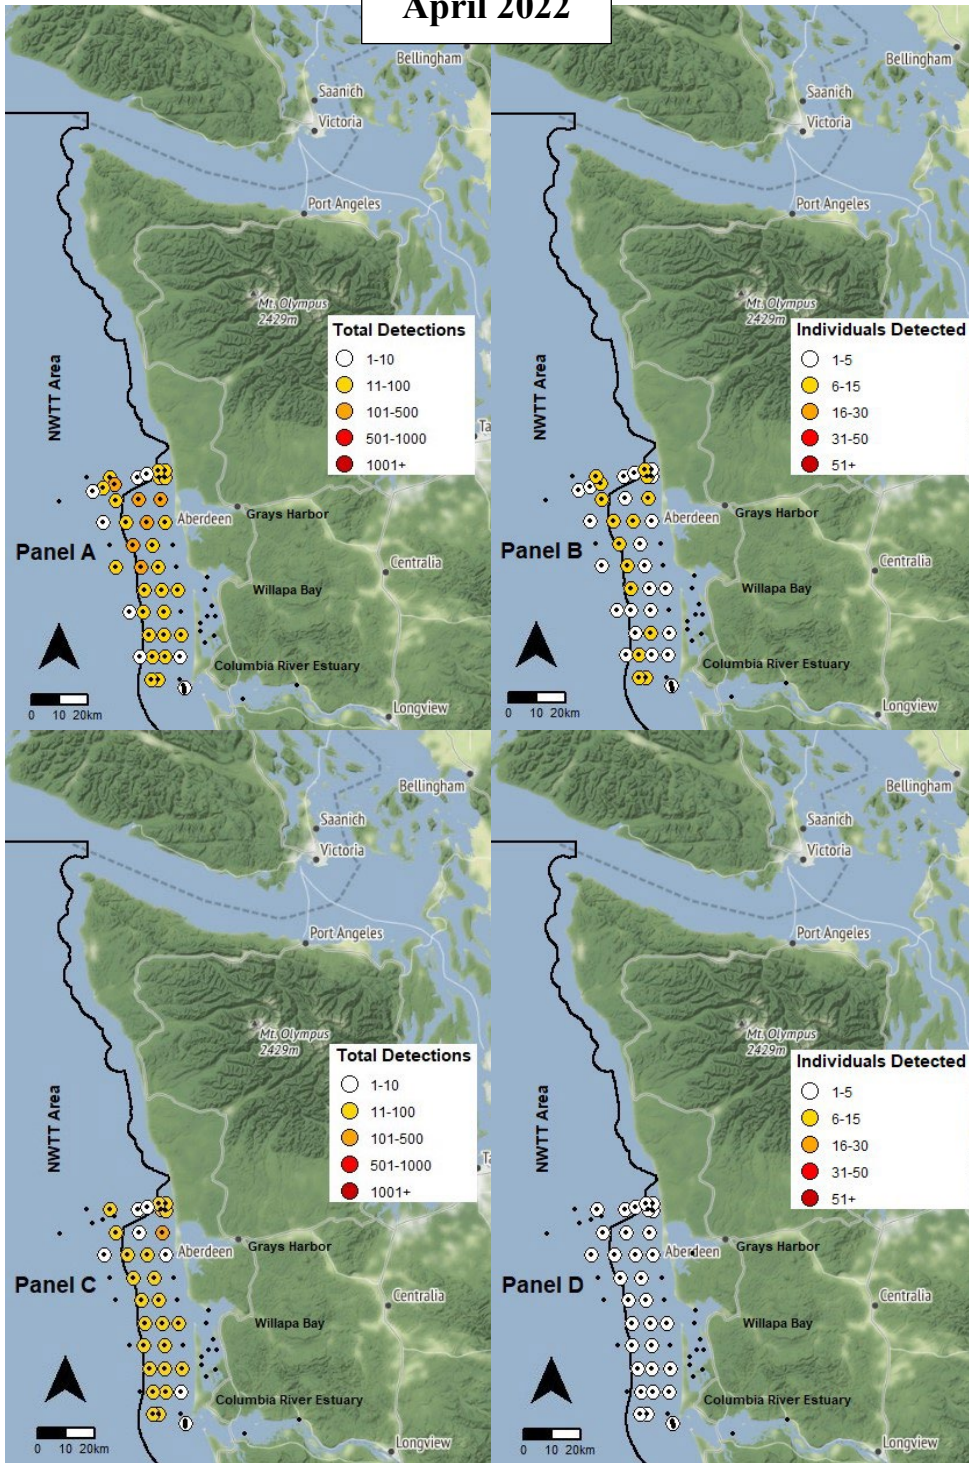 April 2022
Bellingham
Saanich
Victoria
Port Angeles
Mt. Olympus
2429m
NWTT Area
Total Detections
1-10
11-100
101-500
501-1000
1001+
Ta
Aberdeen
Grays Harbor
Panel A
Centralia
Willapa Bay
Columbia River Estuary
0 10 20km
Longview
Bellingham
Saanich
Victoria
Port Angeles
Mt. Olympus
2429m
NWTT Area
Individuals Detected
1-5
6-15
16-30
31-50
51+
Aberdeen
Grays Harbor
Panel B
Centralia
Willapa Bay
Columbia River Estuary
0 10 20km
Longview
Bellingham
Saanich
Victoria
Port Angeles
Mt. Olympus
2429m
NWTT Area
Total Detections
1-10
11-100
101-500
501-1000
1001+
Ta
Aberdeen
Grays Harbor
Panel C
Centralia
Willapa Bay
Columbia River Estuary
0 10 20km
Longview
Bellingham
Saanich
Victoria
Port Angeles
Mt. Olympus
2429m
NWTT Area
Individuals Detected
1-5
6-15
16-30
31-50
51+
Aberdeen
Grays Harbor
Panel D
Centralia
Willapa Bay
Columbia River Estuary
0 10 20km
Longview